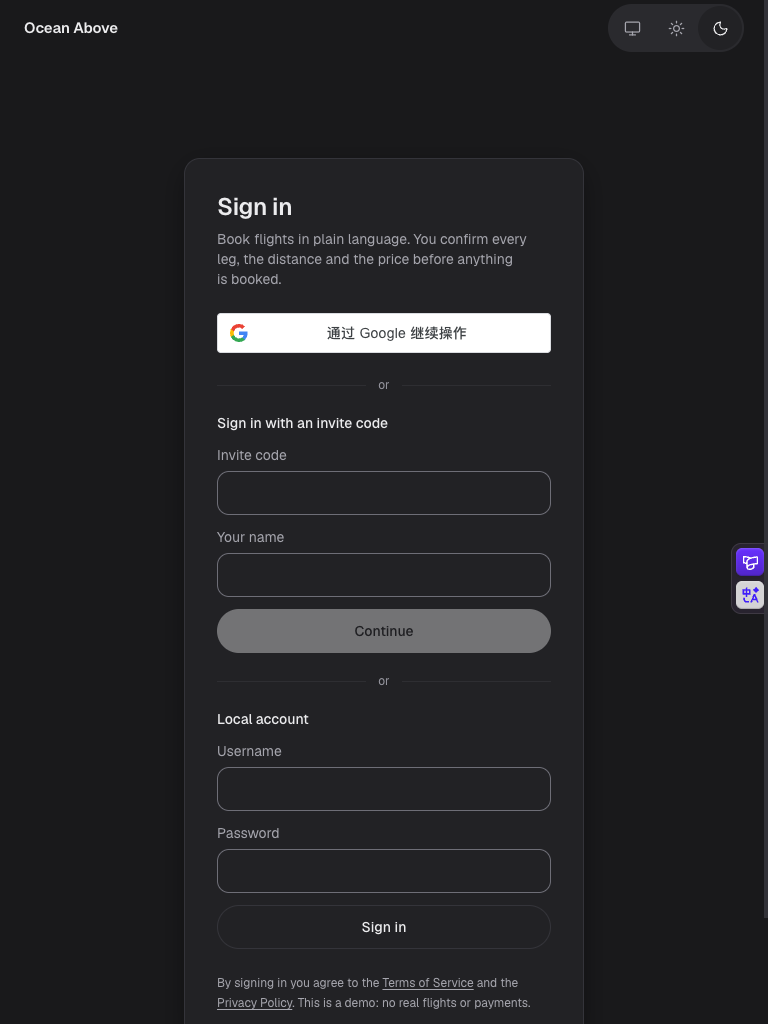 Ocean Above
Sign in
Book flights in plain language. You confirm every
leg, the distance and the price before anything
is booked.
通过 Google 继续操作
or
Sign in with an invite code
Invite code
Your name
Continue
or
Local account
Username
Password
Sign in
By signing in you agree to the Terms of Service and the
Privacy Policy. This is a demo: no real flights or payments.